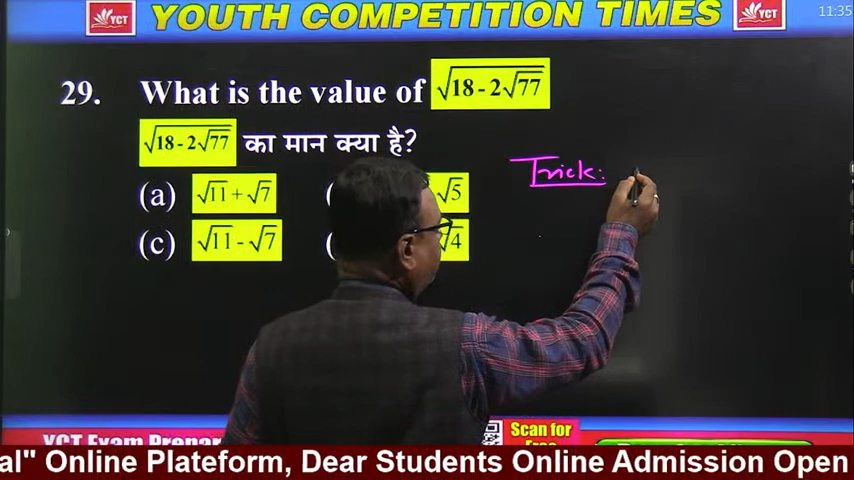 YCT YOUTH COMPETITION TIMES YCT 11:35
29. What is the value of √18 - 2√77
√18 - 2√77 का मान क्या है?
Trick:
(a) √11 + √7 √5
(c) √11 - √7 √4
YCT Exam Scan for
al" Online Plateform, Dear Students Online Admission Open